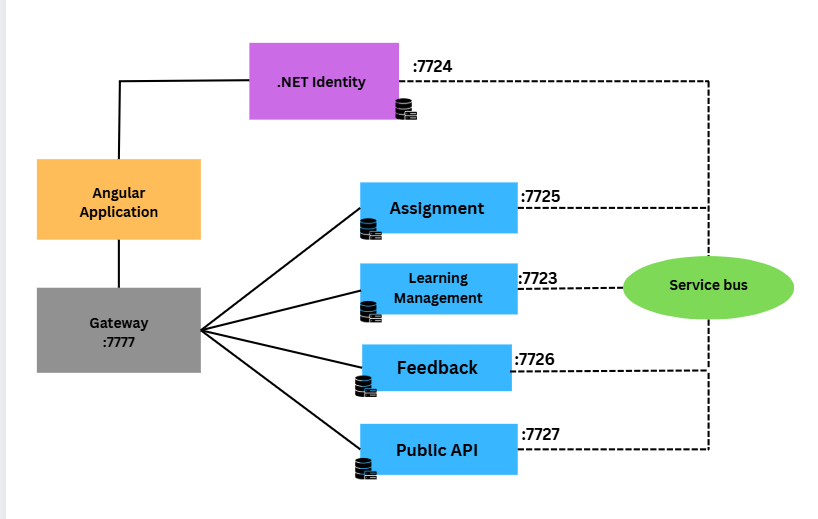 .NET Identity
:7724
Angular
Application
Assignment
:7725
Learning
Management
:7723
Service bus
Gateway
:7777
Feedback
:7726
Public API
:7727